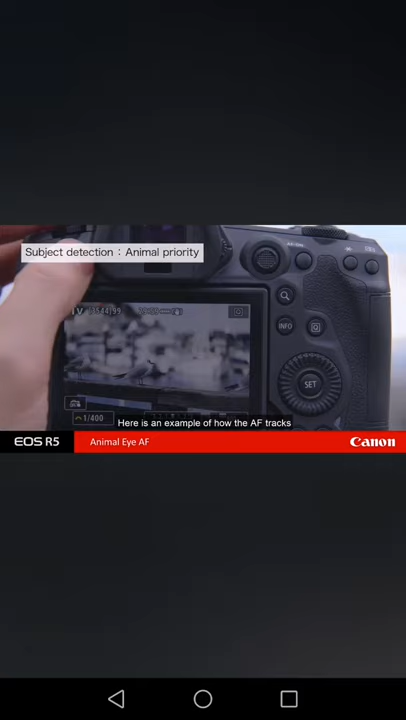 Subject detection : Animal priority
INFO
Q
SET
1/400
Here is an example of how the AF tracks
EOS R5
Animal Eye AF
Canon